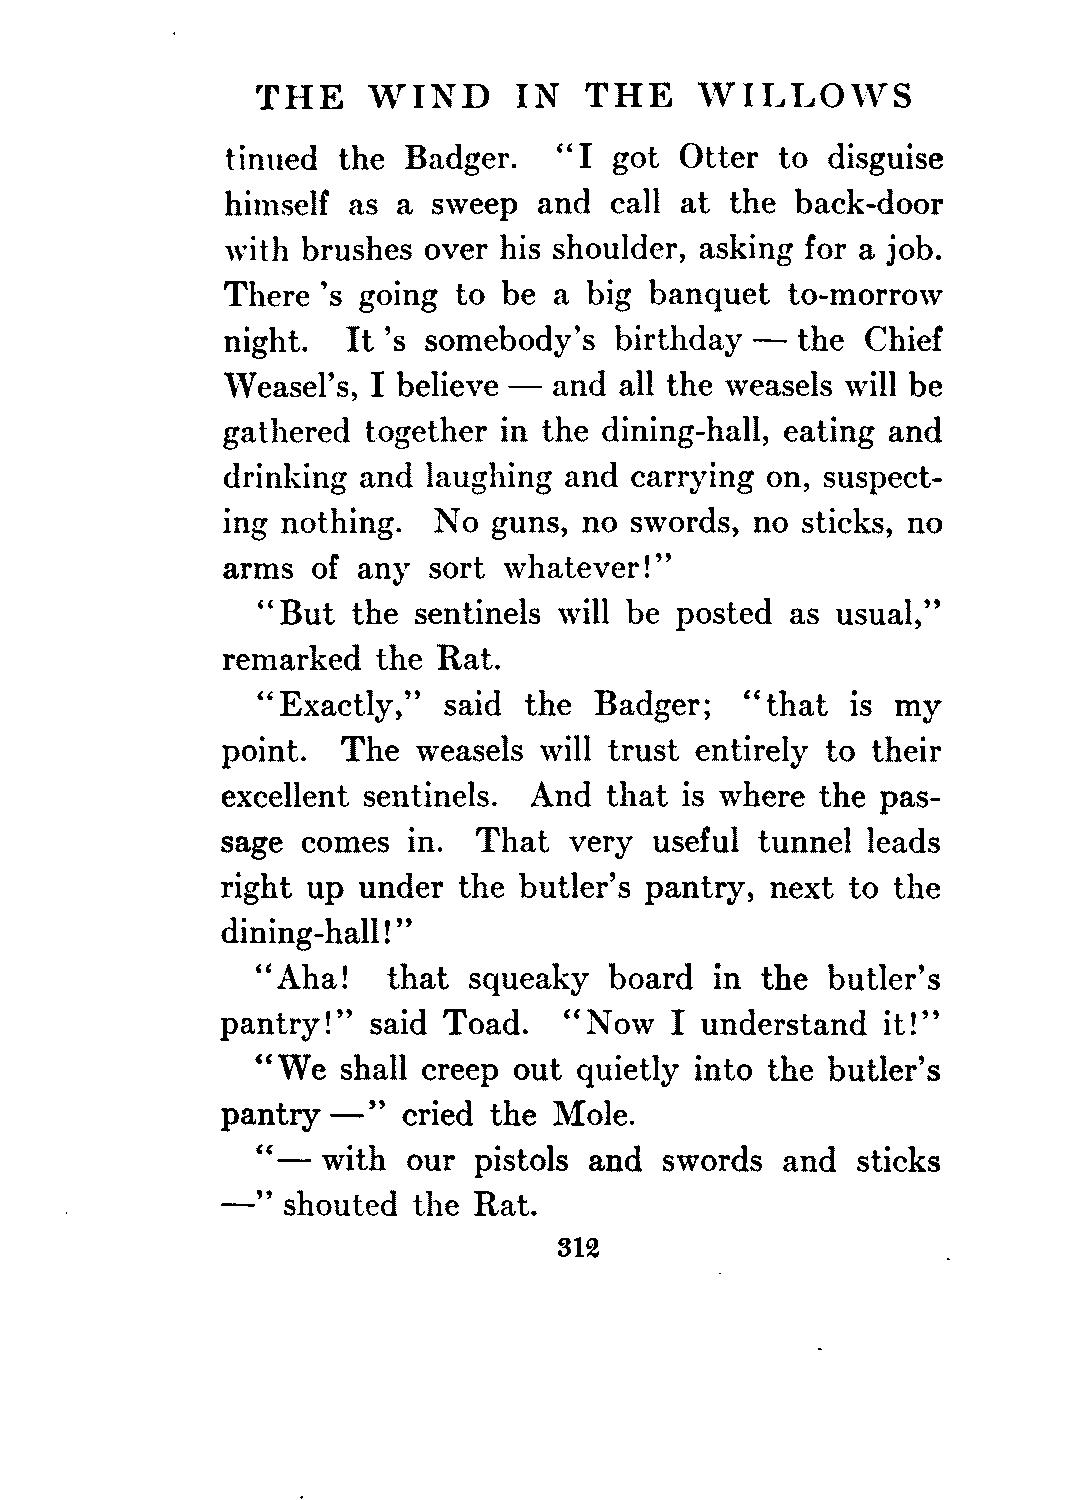 THE WIND IN THE WILLOWS
tinued the Badger. “I got Otter to disguise
himself as a sweep and call at the back-door
with brushes over his shoulder, asking for a job.
There 's going to be a big banquet to-morrow
night. It 's somebody's birthday — the Chief
Weasel's, I believe — and all the weasels will be
gathered together in the dining-hall, eating and
drinking and laughing and carrying on, suspect-
ing nothing. No guns, no swords, no sticks, no
arms of any sort whatever!”
“But the sentinels will be posted as usual,”
remarked the Rat.
“Exactly,” said the Badger; “that is my
point. The weasels will trust entirely to their
excellent sentinels. And that is where the pas-
sage comes in. That very useful tunnel leads
right up under the butler's pantry, next to the
dining-hall!”
“Aha! that squeaky board in the butler's
pantry!” said Toad. “Now I understand it!”
“We shall creep out quietly into the butler's
pantry —” cried the Mole.
“— with our pistols and swords and sticks
—” shouted the Rat.
312